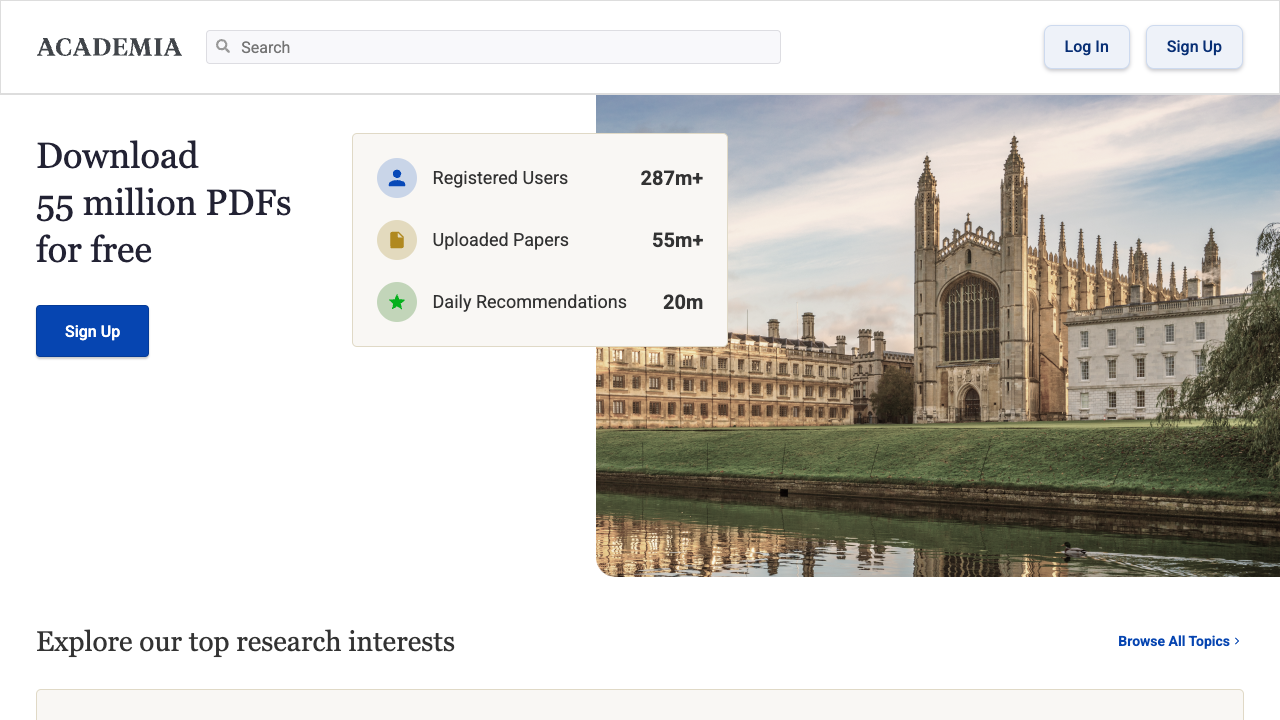 ACADEMIA
Search
Log In
Sign Up
Download
55 million PDFs
for free
Sign Up
Registered Users 287m+
Uploaded Papers 55m+
Daily Recommendations 20m
Explore our top research interests
Browse All Topics